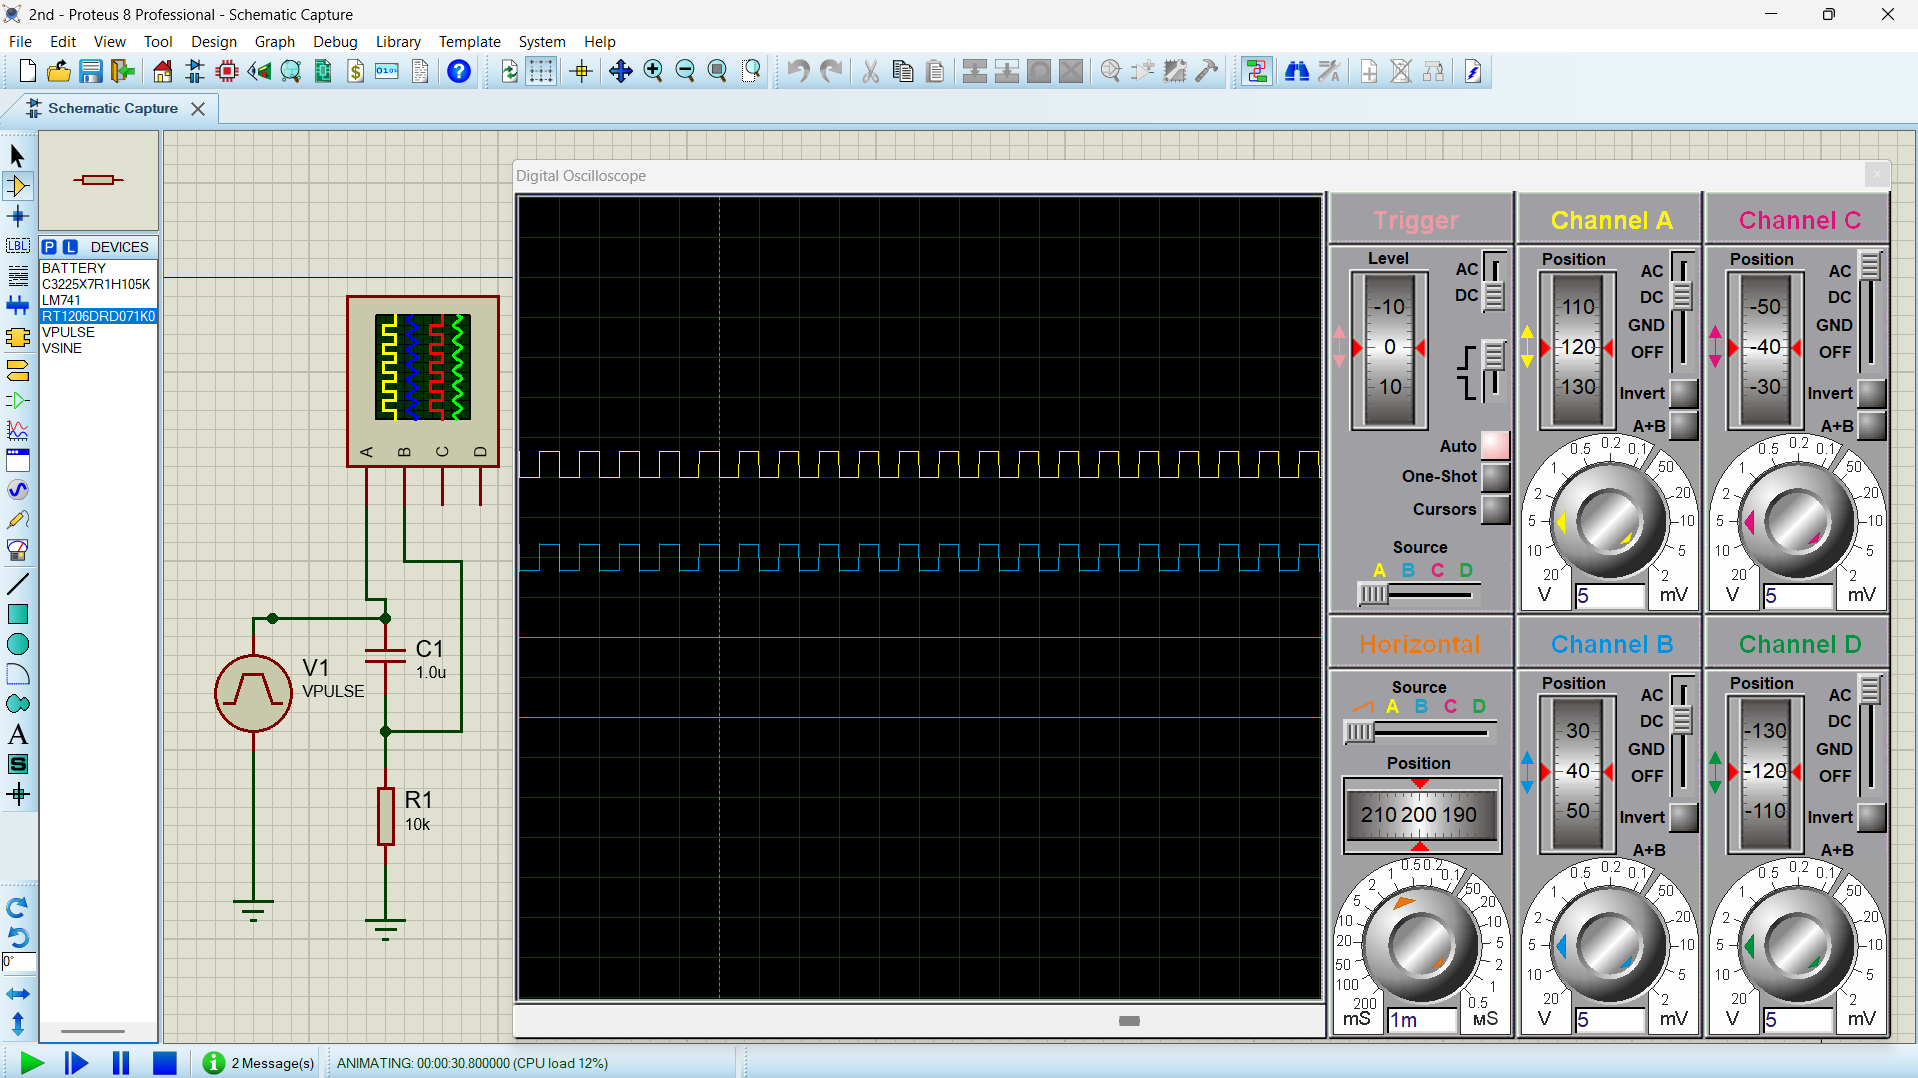 2nd - Proteus 8 Professional - Schematic Capture
File Edit View Tool Design Graph Debug Library Template System Help
Schematic Capture
P L DEVICES
BATTERY
C3225X7R1H105K
LM741
RT1206DRD071K0
VPULSE
VSINE
LBL
A
S
0°
A B C D
C1
1.0u
V1
VPULSE
R1
10k
Digital Oscilloscope
Trigger
Level
-10
0
10
AC
DC
Auto
One-Shot
Cursors
Source
A B C D
Channel A
Position
110
120
130
AC
DC
GND
OFF
Invert
A+B
20 10 5 2 1 0.5 0.2 0.1 50 20 10 5 2
V 5 mV
Channel C
Position
-50
-40
-30
AC
DC
GND
OFF
Invert
A+B
20 10 5 2 1 0.5 0.2 0.1 50 20 10 5 2
V 5 mV
Horizontal
Source
A B C D
Position
210 200 190
200 100 50 20 10 5 2 1 0.5 0.2 0.1 50 20 10 5 2 1 0.5
mS 1m µS
Channel B
Position
30
40
50
AC
DC
GND
OFF
Invert
A+B
20 10 5 2 1 0.5 0.2 0.1 50 20 10 5 2
V 5 mV
Channel D
Position
-130
-120
-110
AC
DC
GND
OFF
Invert
A+B
20 10 5 2 1 0.5 0.2 0.1 50 20 10 5 2
V 5 mV
2 Message(s) ANIMATING: 00:00:30.800000 (CPU load 12%)